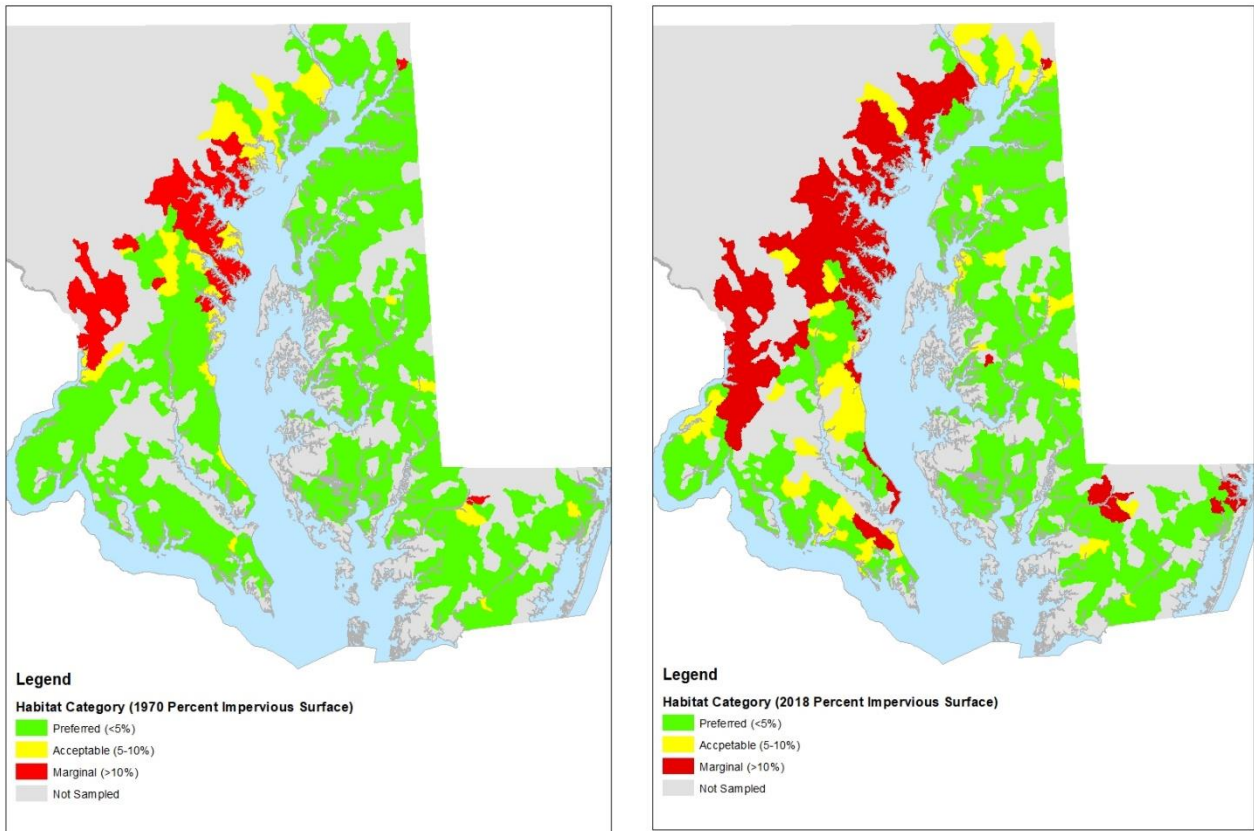 Legend
Habitat Category (1970 Percent Impervious Surface)
Preferred (<5%)
Acceptable (5-10%)
Marginal (>10%)
Not Sampled
Legend
Habitat Category (2018 Percent Impervious Surface)
Preferred (<5%)
Accpetable (5-10%)
Marginal (>10%)
Not Sampled